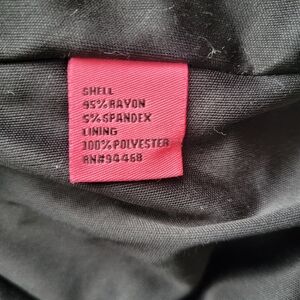 SHELL
95% RAYON
5% SPANDEX
LINING
100% POLYESTER
RN#94468